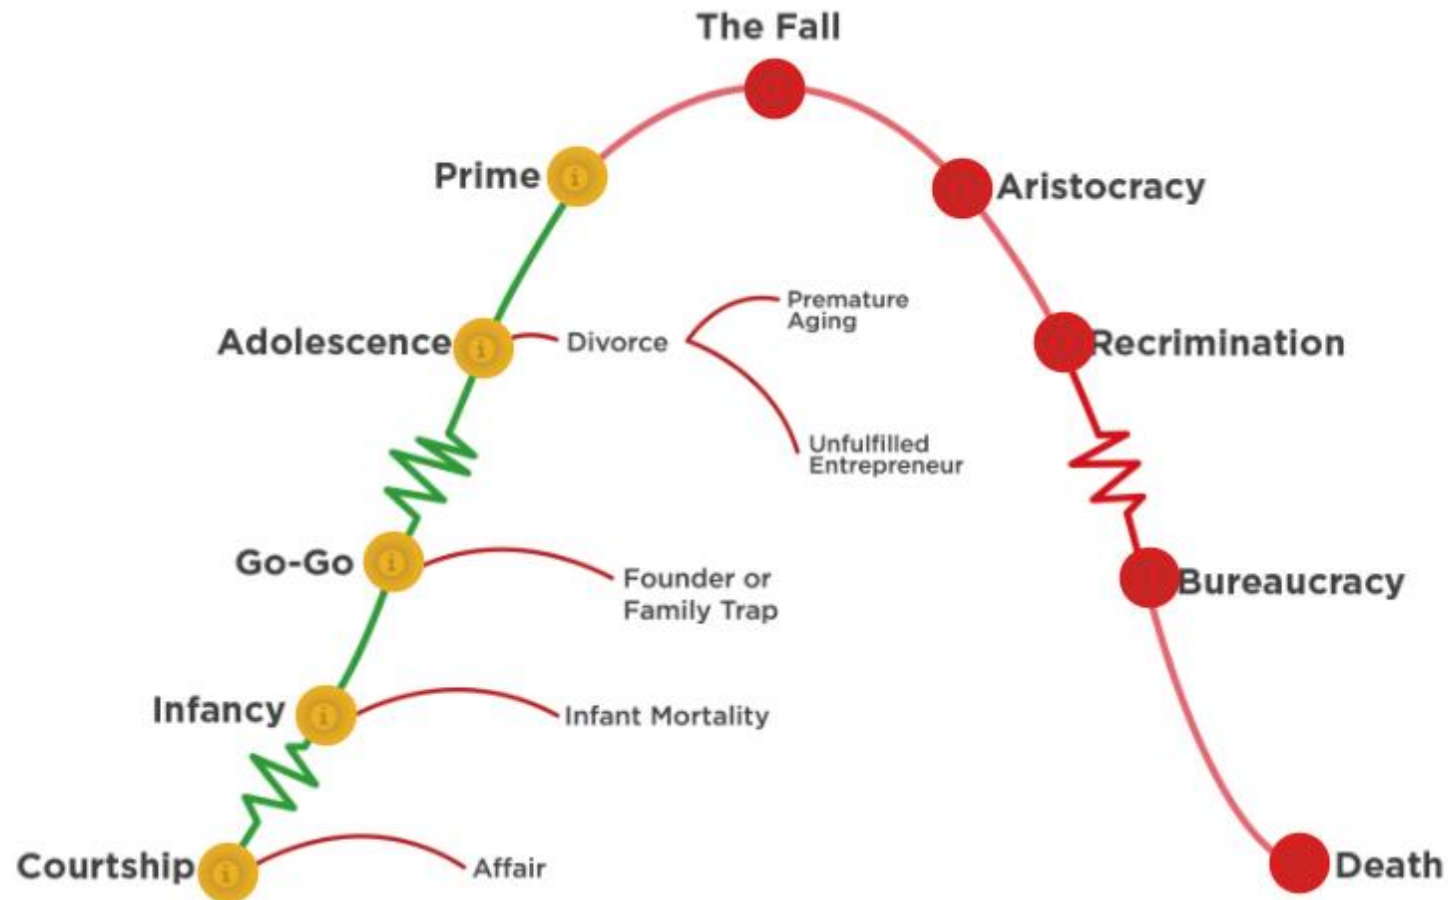 The Fall
Prime
Aristocracy
Premature
Aging
Adolescence
Divorce
Recrimination
Unfulfilled
Entrepreneur
Go-Go
Founder or
Family Trap
Bureaucracy
Infancy
Infant Mortality
Courtship
Affair
Death